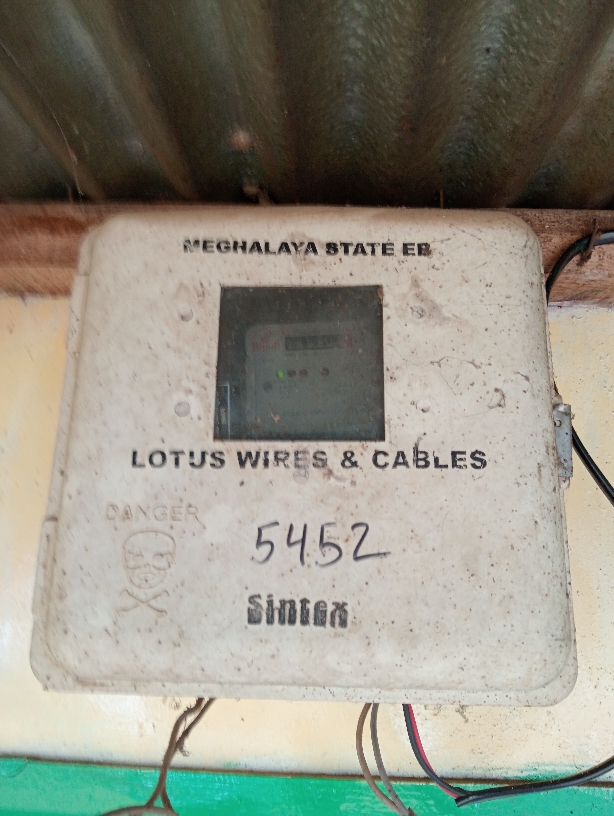 MEGHALAYA STATE EB
LOTUS WIRES & CABLES
DANGER
5452
Sintex